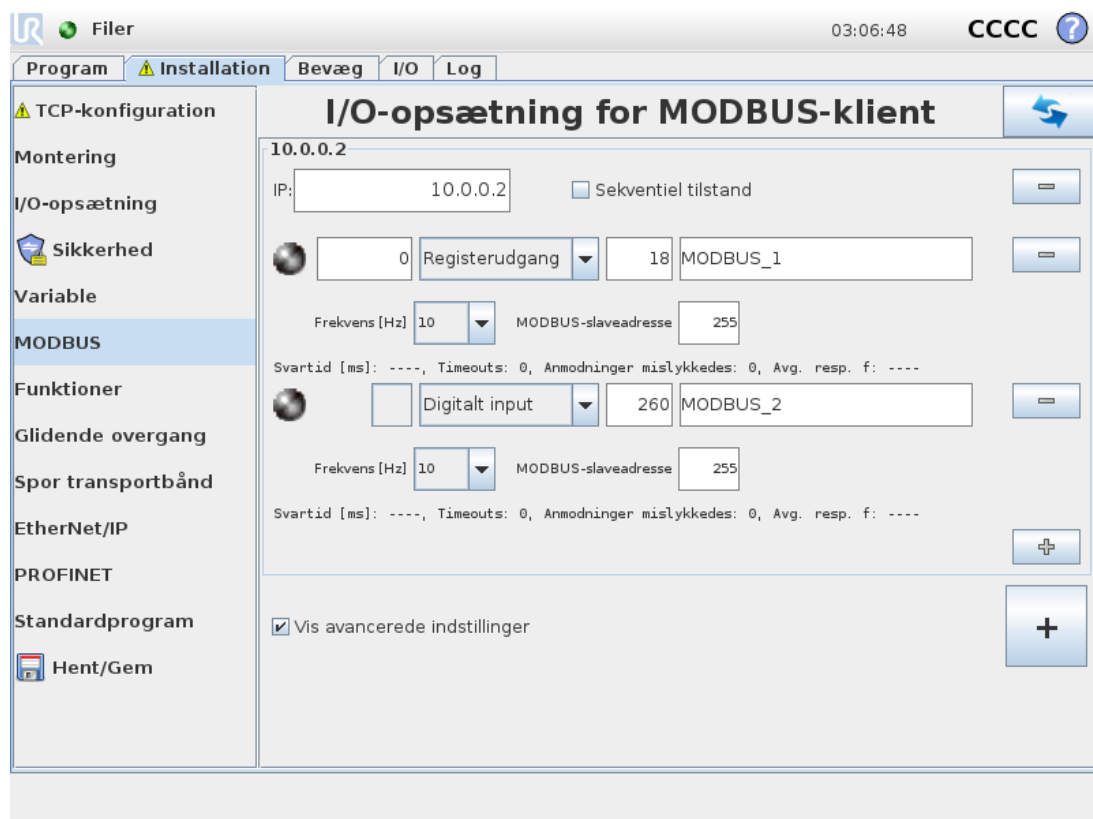 UR Filer 03:06:48 CCCC ?
Program Installation Bevæg I/O Log
TCP-konfiguration
Montering
I/O-opsætning
Sikkerhed
Variable
MODBUS
Funktioner
Glidende overgang
Spor transportbånd
EtherNet/IP
PROFINET
Standardprogram
Hent/Gem
I/O-opsætning for MODBUS-klient
10.0.0.2
IP: 10.0.0.2 Sekventiel tilstand
0 Registerudgang 18 MODBUS_1
Frekvens [Hz] 10 MODBUS-slaveadresse 255
Svartid [ms]: ----, Timeouts: 0, Anmodninger mislykkedes: 0, Avg. resp. f: ----
Digitalt input 260 MODBUS_2
Frekvens [Hz] 10 MODBUS-slaveadresse 255
Svartid [ms]: ----, Timeouts: 0, Anmodninger mislykkedes: 0, Avg. resp. f: ----
Vis avancerede indstillinger